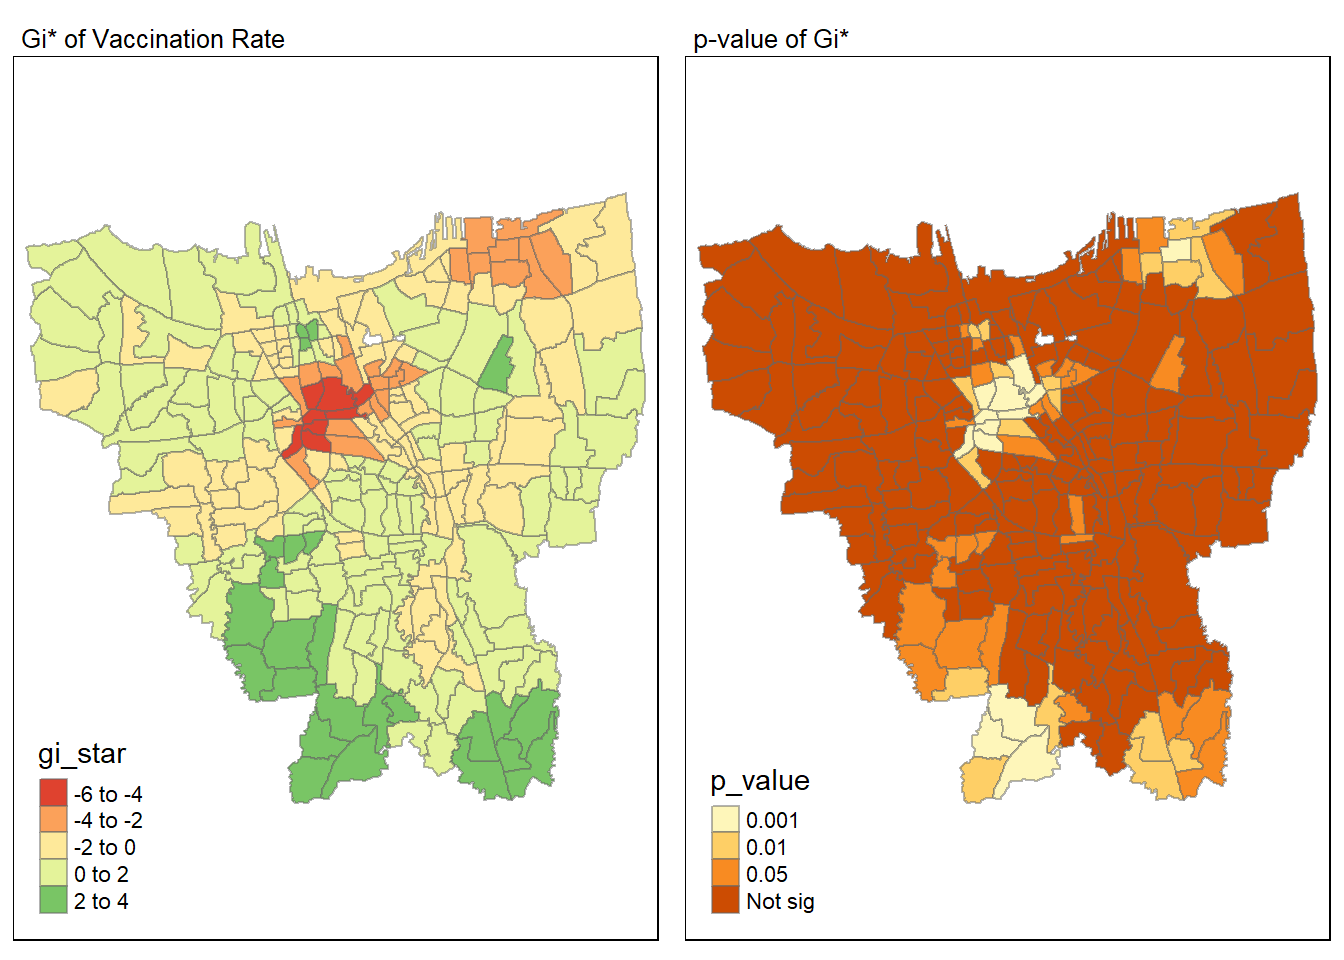 Gi* of Vaccination Rate
gi_star
-6 to -4
-4 to -2
-2 to 0
0 to 2
2 to 4
p-value of Gi*
p_value
0.001
0.01
0.05
Not sig